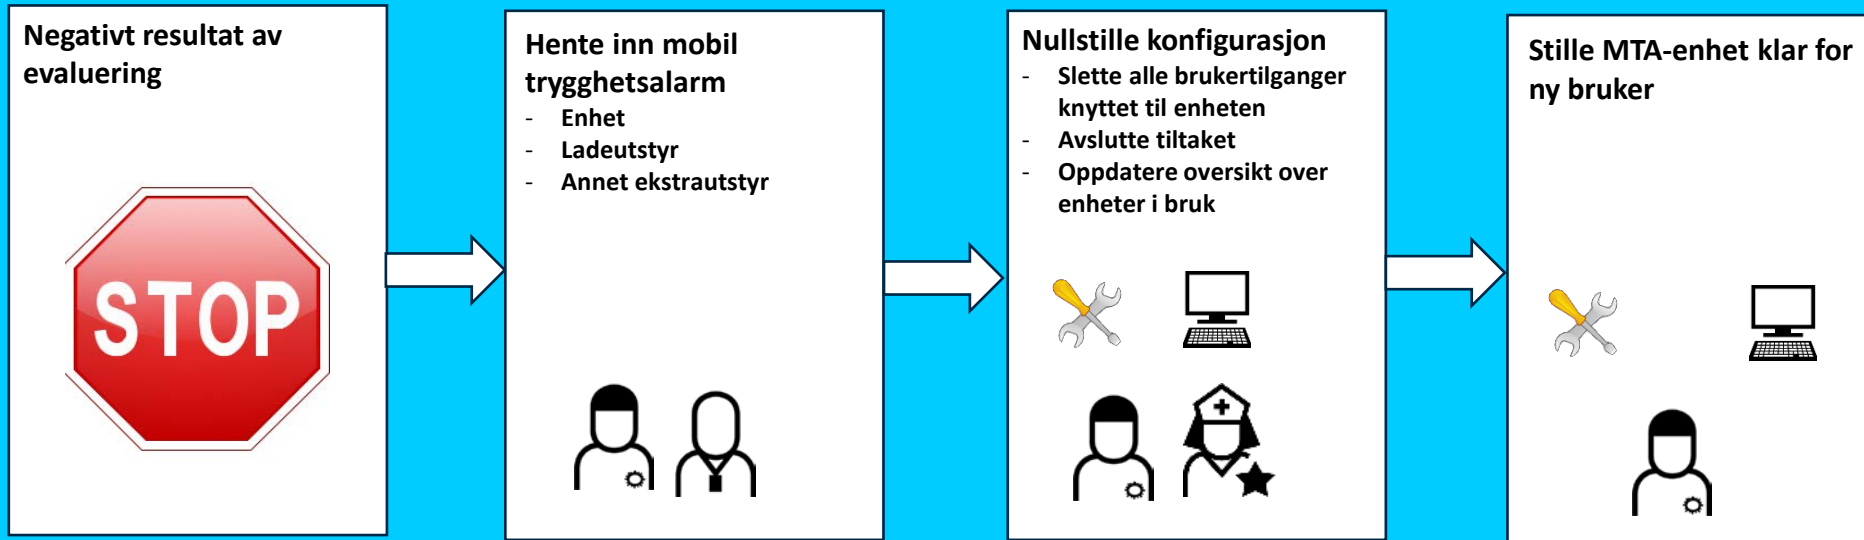 Negativt resultat av
evaluering
STOP
Hente inn mobil
trygghetsalarm
- Enhet
- Ladeutstyr
- Annet ekstrautstyr
Nullstille konfigurasjon
- Slette alle brukertilganger
knyttet til enheten
- Avslutte tiltaket
- Oppdatere oversikt over
enheter i bruk
Stille MTA-enhet klar for
ny bruker